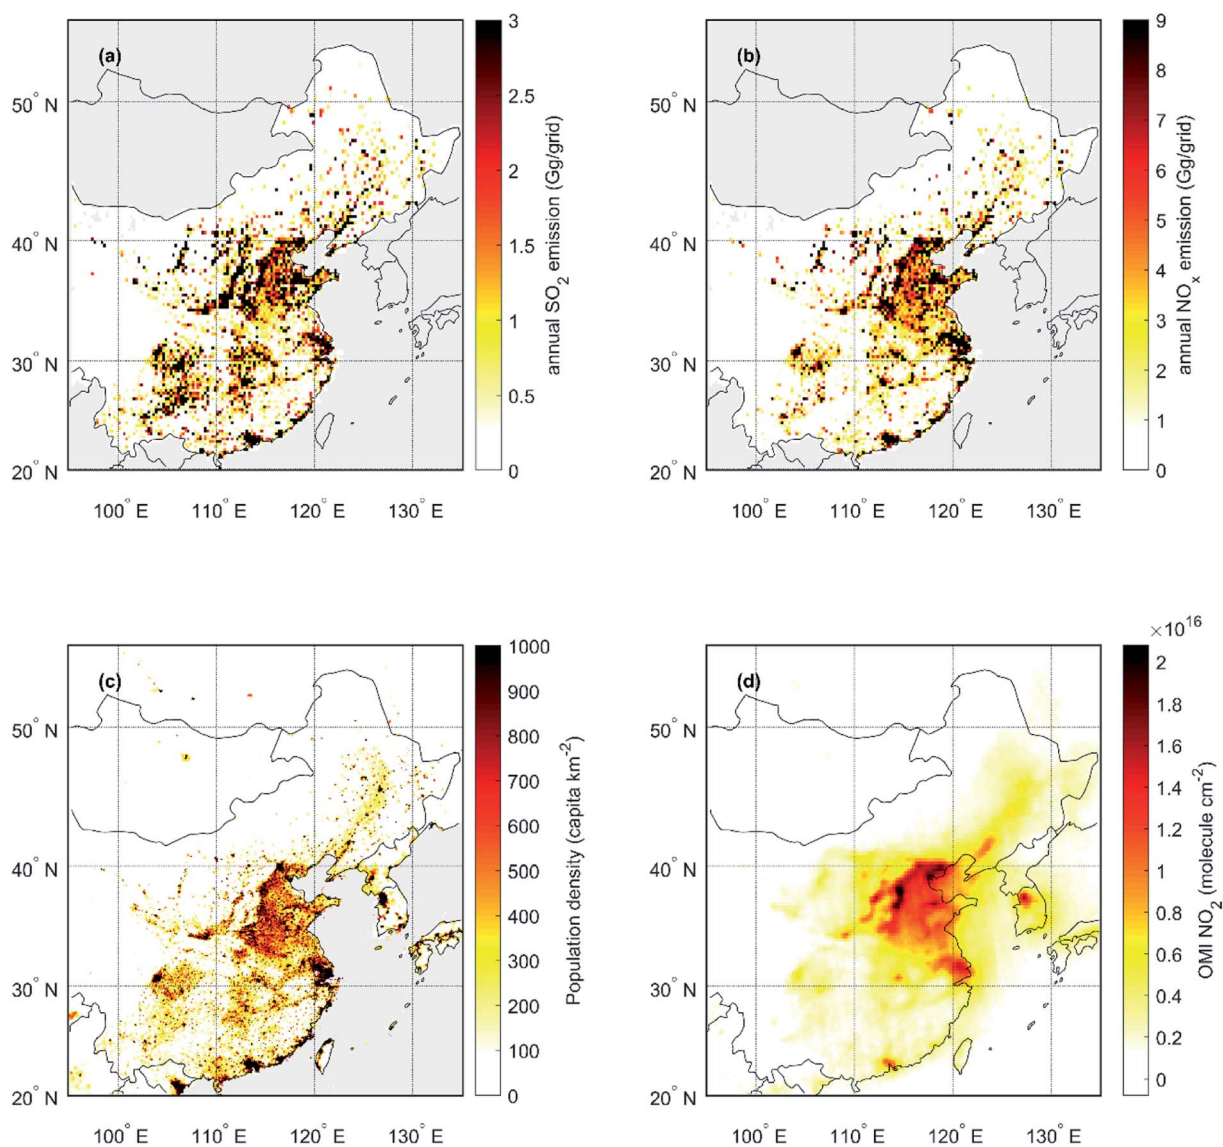 (a)
50° N
40° N
30° N
20° N
100° E 110° E 120° E 130° E
3
2.5
2
1.5
1
0.5
0
annual SO₂ emission (Gg/grid)
(b)
50° N
40° N
30° N
20° N
100° E 110° E 120° E 130° E
9
8
7
6
5
4
3
2
1
0
annual NOₓ emission (Gg/grid)
(c)
50° N
40° N
30° N
20° N
100° E 110° E 120° E 130° E
1000
900
800
700
600
500
400
300
200
100
0
Population density (capita km⁻²)
(d)
50° N
40° N
30° N
20° N
100° E 110° E 120° E 130° E
×10¹⁶
2
1.8
1.6
1.4
1.2
1
0.8
0.6
0.4
0.2
0
OMI NO₂ (molecule cm⁻²)